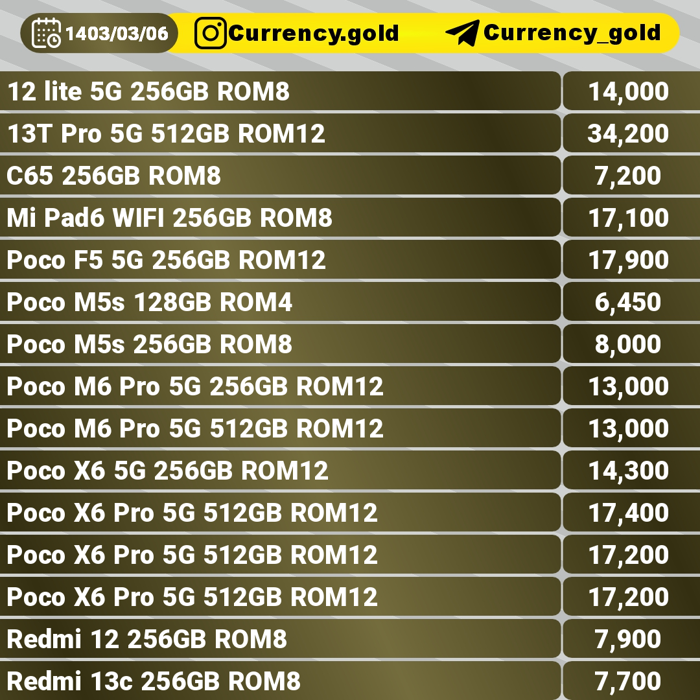 1403/03/06 Currency.gold Currency_gold
12 lite 5G 256GB ROM8 14,000
13T Pro 5G 512GB ROM12 34,200
C65 256GB ROM8 7,200
Mi Pad6 WIFI 256GB ROM8 17,100
Poco F5 5G 256GB ROM12 17,900
Poco M5s 128GB ROM4 6,450
Poco M5s 256GB ROM8 8,000
Poco M6 Pro 5G 256GB ROM12 13,000
Poco M6 Pro 5G 512GB ROM12 13,000
Poco X6 5G 256GB ROM12 14,300
Poco X6 Pro 5G 512GB ROM12 17,400
Poco X6 Pro 5G 512GB ROM12 17,200
Poco X6 Pro 5G 512GB ROM12 17,200
Redmi 12 256GB ROM8 7,900
Redmi 13c 256GB ROM8 7,700